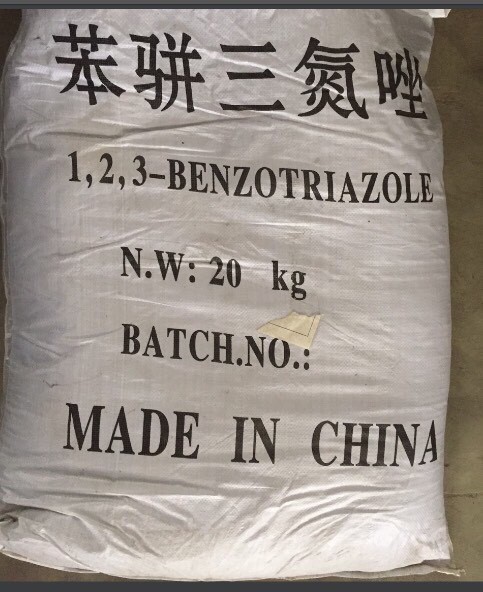 苯骈三氮唑
1,2,3-BENZOTRIAZOLE
N.W: 20 kg
BATCH.NO.:
MADE IN CHINA